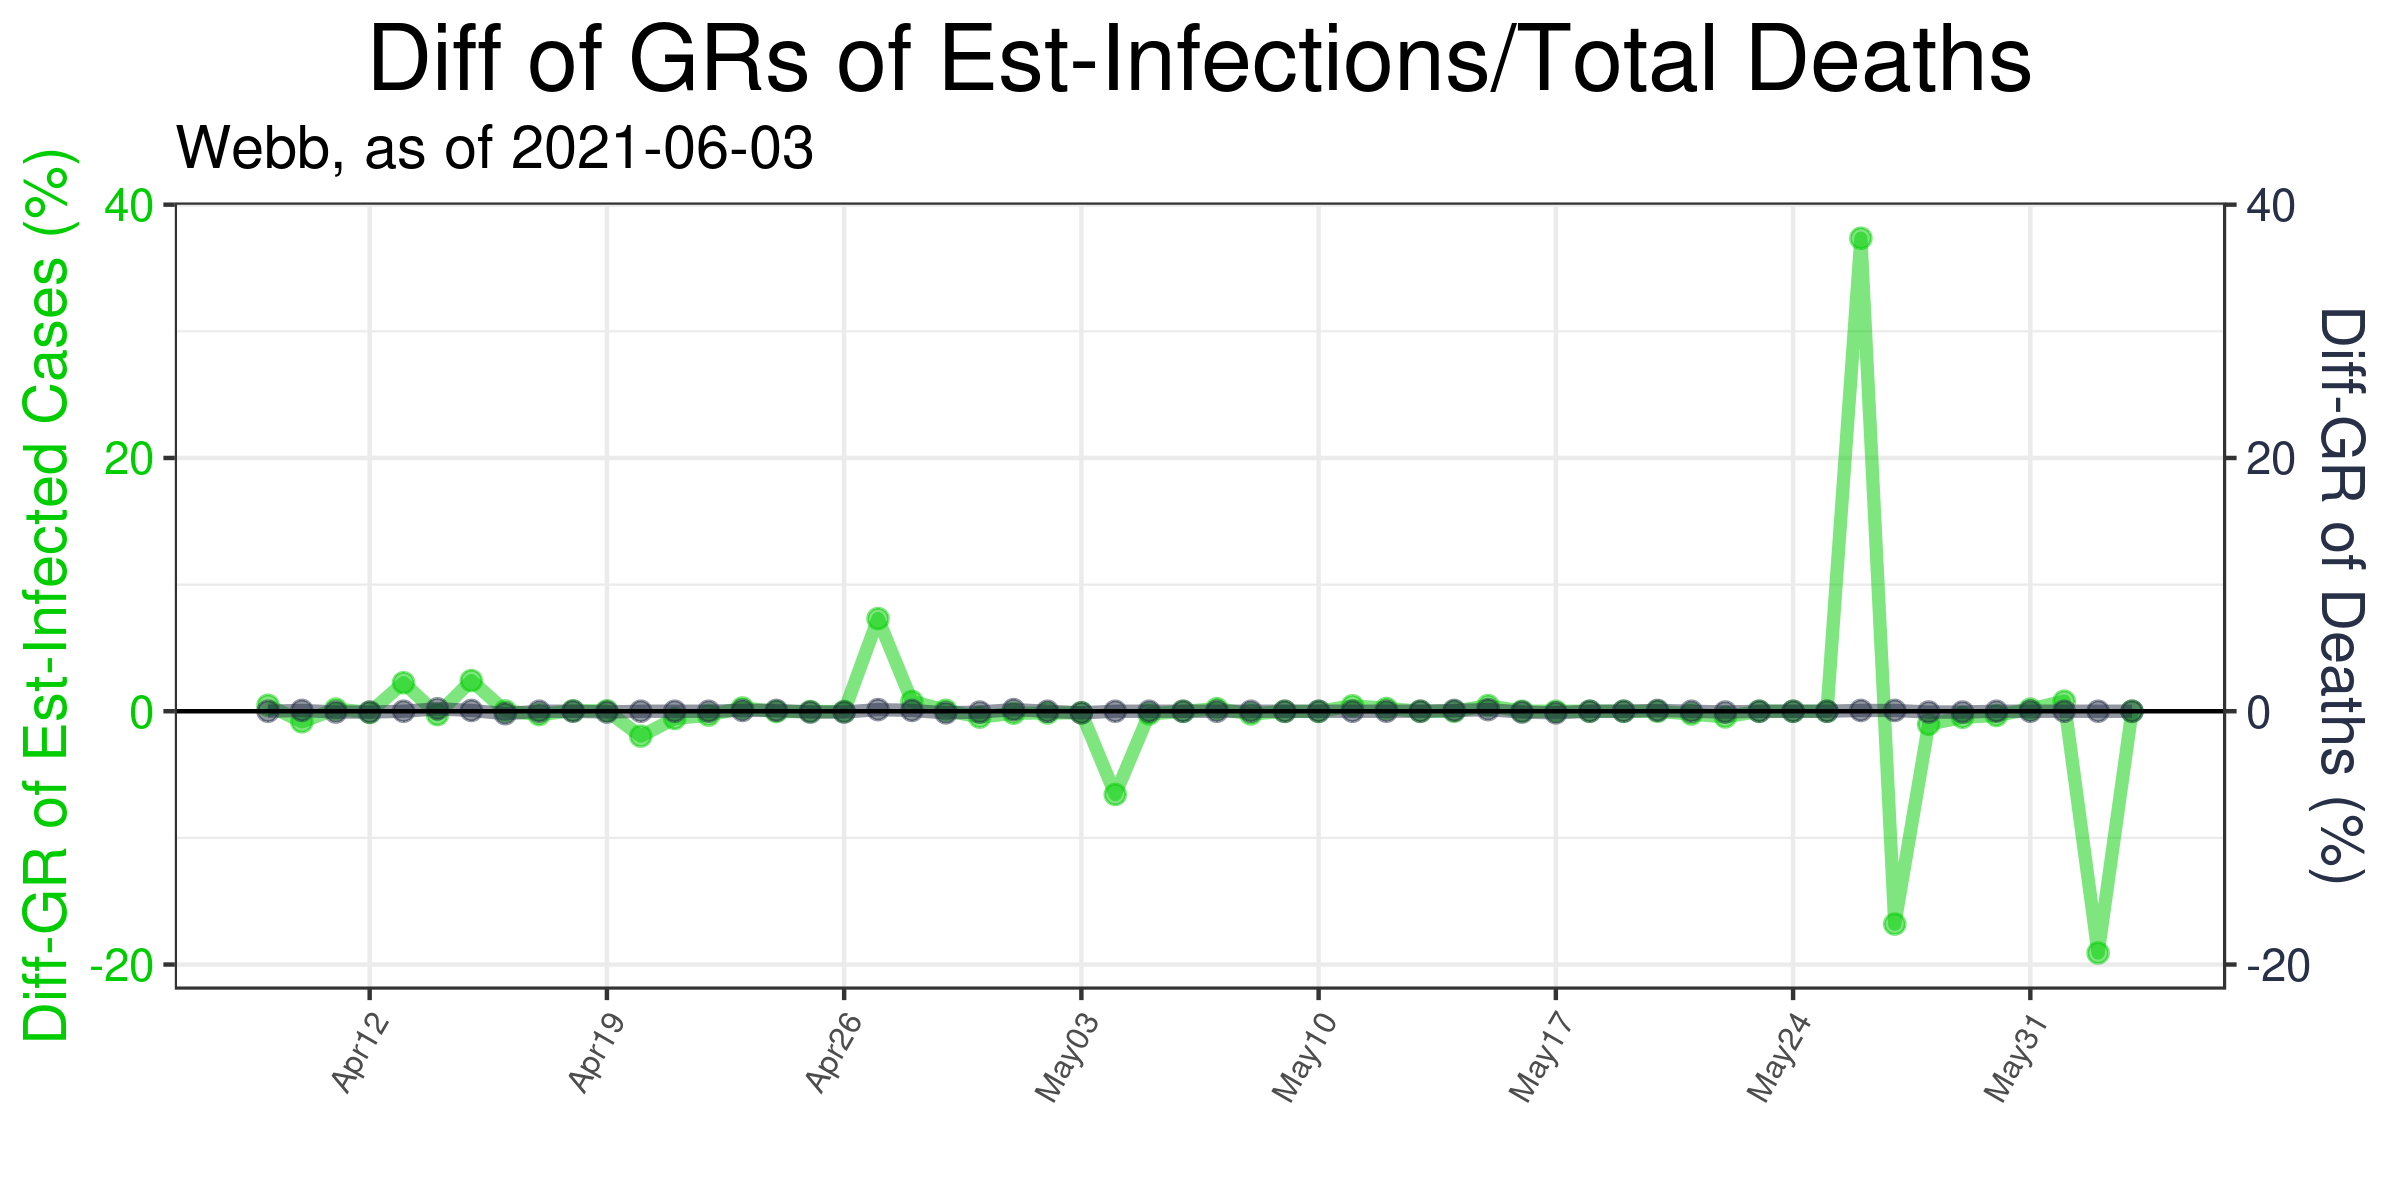 Diff of GRs of Est-Infections/Total Deaths
Webb, as of 2021-06-03
Diff-GR of Est-Infected Cases (%)
40
20
0
-20
40
20
0
-20
Diff-GR of Deaths (%)
Apr12
Apr19
Apr26
May03
May10
May17
May24
May31